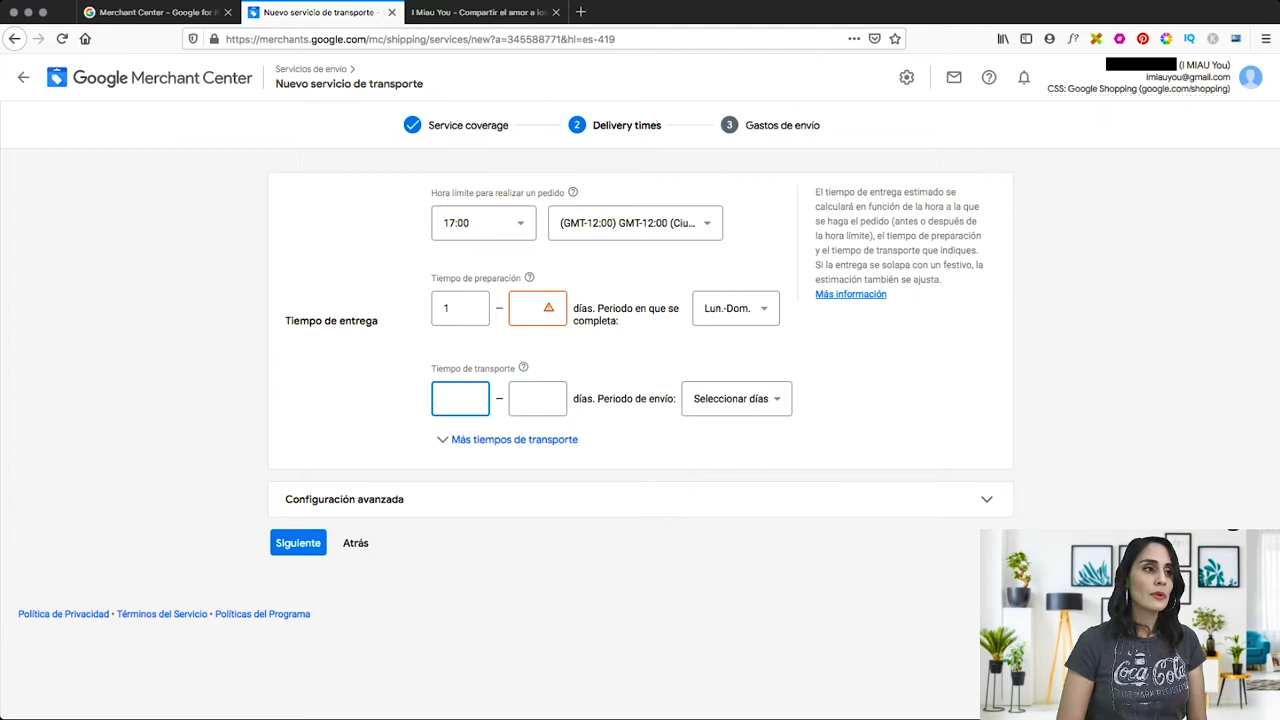 Merchant Center - Google for R
Nuevo servicio de transporte -
I Miau You - Compartir el amor a los
https://merchants.google.com/mc/shipping/services/new?a=345588771&hl=es-419
Google Merchant Center
Servicios de envío
Nuevo servicio de transporte
(I MIAU You)
imiauyou@gmail.com
CSS: Google Shopping (google.com/shopping)
Service coverage
2 Delivery times
3 Gastos de envío
Hora límite para realizar un pedido
17:00
(GMT-12:00) GMT-12:00 (Ciu...
Tiempo de preparación
1 – días. Periodo en que se completa:
Lun.-Dom.
Tiempo de entrega
Tiempo de transporte
– días. Periodo de envío:
Seleccionar días
Más tiempos de transporte
El tiempo de entrega estimado se
calculará en función de la hora a la que
se haga el pedido (antes o después de
la hora límite), el tiempo de preparación
y el tiempo de transporte que indiques.
Si la entrega se solapa con un festivo, la
estimación también se ajusta.
Más información
Configuración avanzada
Siguiente
Atrás
Política de Privacidad • Términos del Servicio • Políticas del Programa
Coca Cola